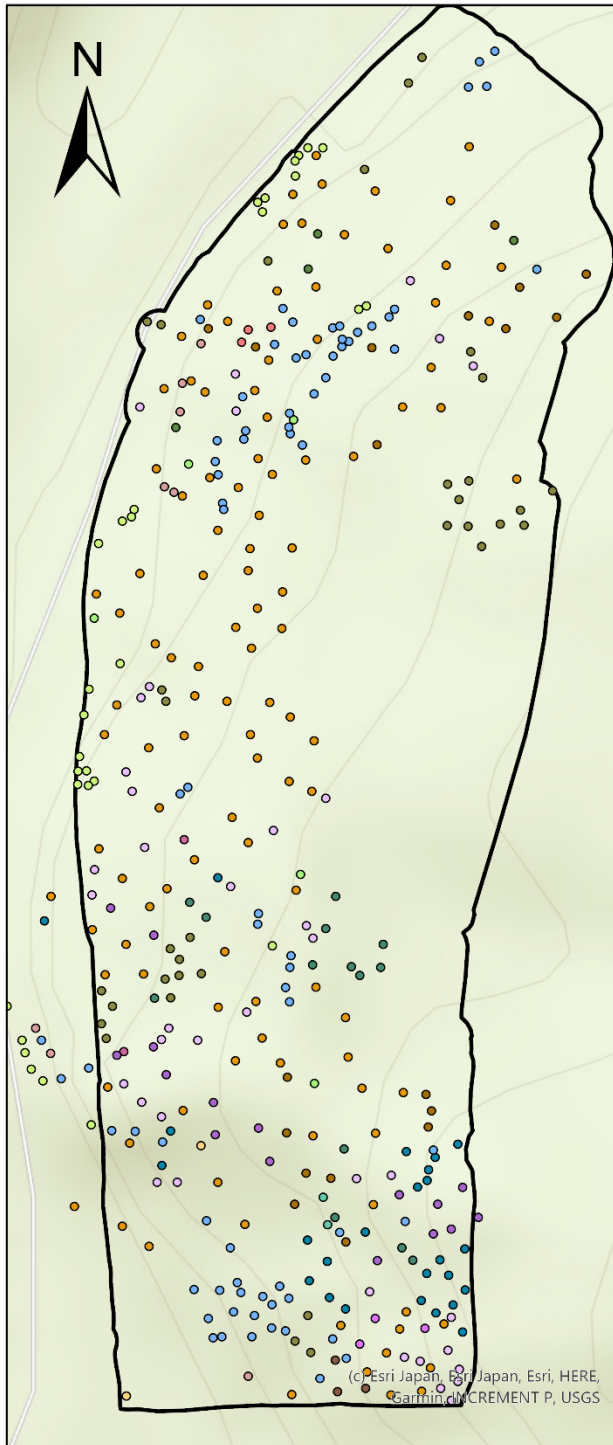 N
(c) Esri Japan, Esri Japan, Esri, HERE,
Garmin, INCREMENT P, USGS